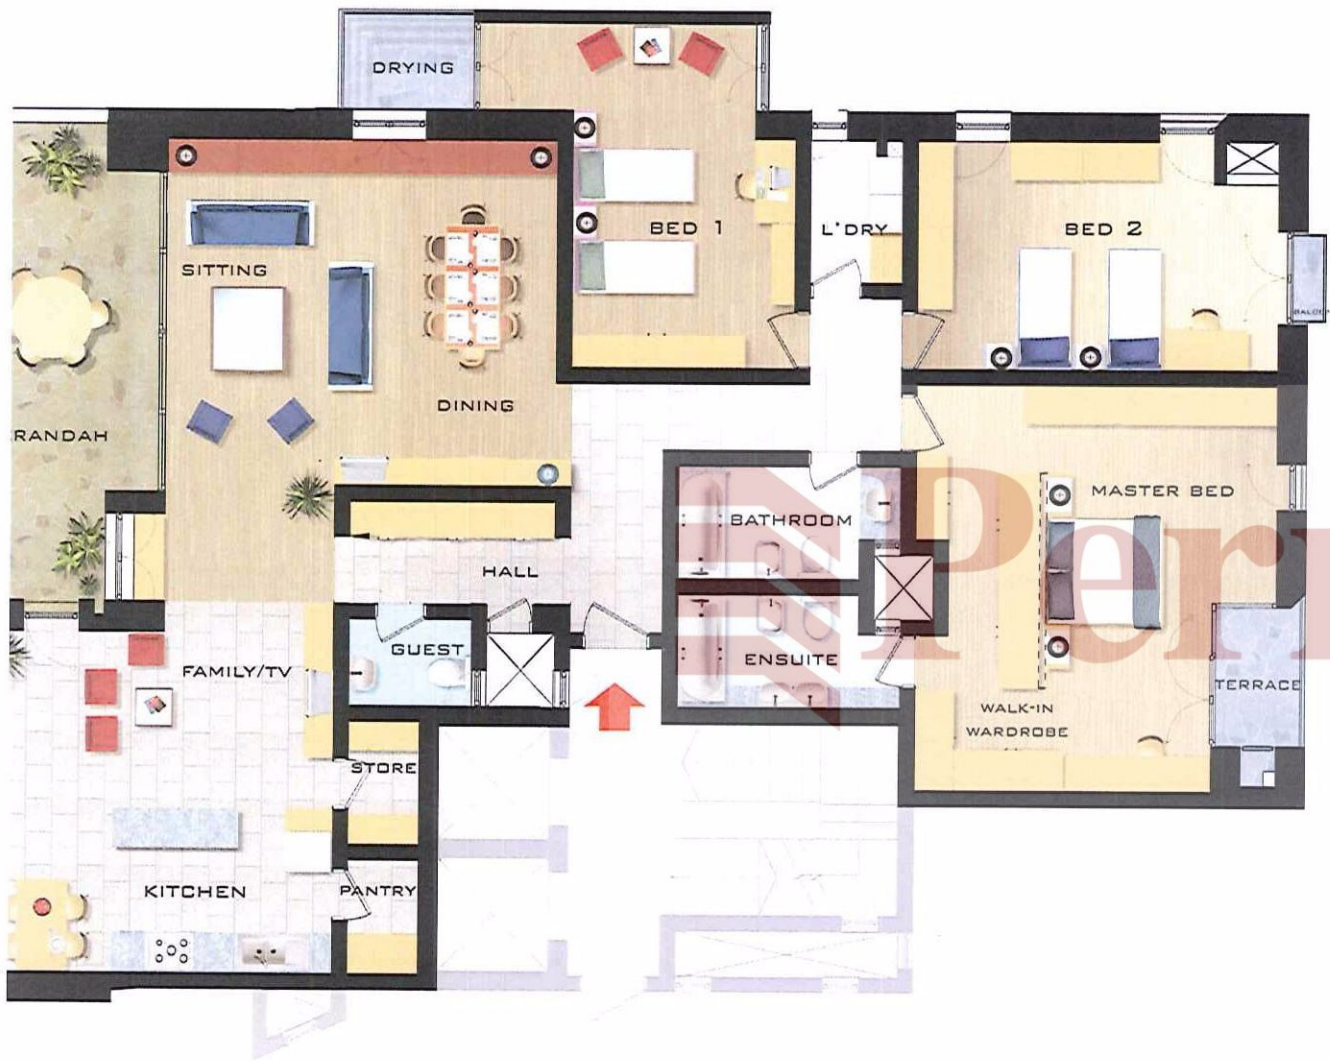 DRYING
BED 1
L'DRY
BED 2
SITTING
DINING
RANDAH
MASTER BED
BATHROOM
HALL
GUEST
ENSUITE
FAMILY/TV
TERRACE
WALK-IN
WARDROBE
STORE
KITCHEN
PANTRY